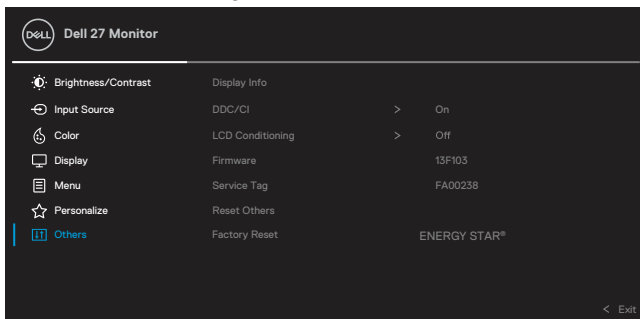 DELL Dell 27 Monitor
Brightness/Contrast Display Info
Input Source DDC/CI > On
Color LCD Conditioning > Off
Display Firmware 13F103
Menu Service Tag FA00238
Personalize Reset Others
Others Factory Reset ENERGY STAR®
< Exit